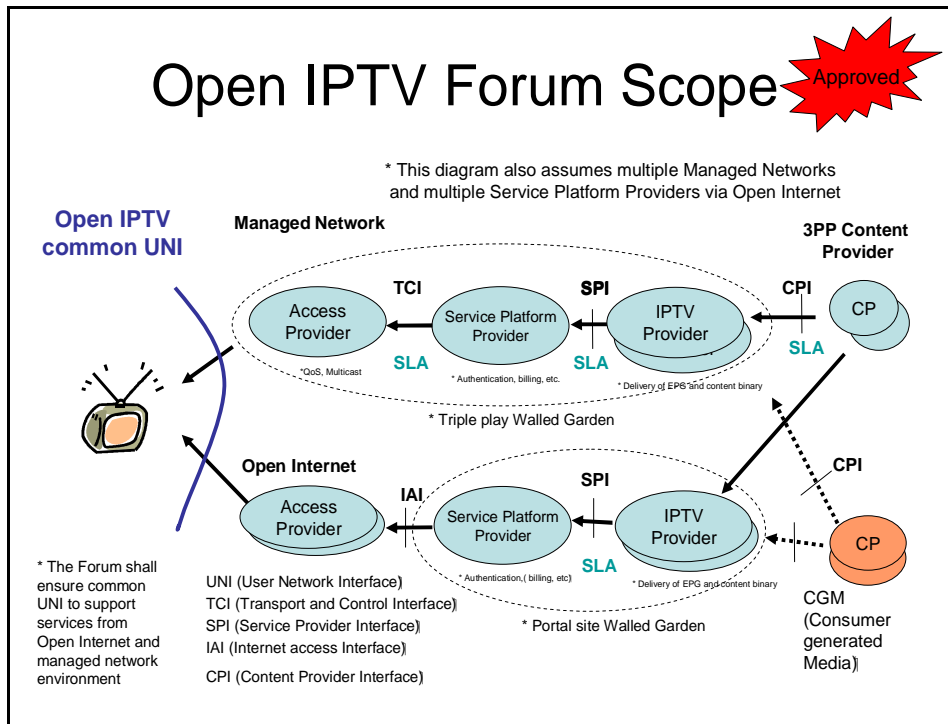 Open IPTV Forum Scope
Approved
* This diagram also assumes multiple Managed Networks
and multiple Service Platform Providers via Open Internet
Open IPTV
common UNI
Managed Network
3PP Content
Provider
TCI
SPI
CPI
Access
Provider
Service Platform
Provider
IPTV
Provider
CP
SLA
SLA
SLA
*QoS, Multicast
* Authentication, billing, etc.
* Delivery of EPG and content binary
* Triple play Walled Garden
Open Internet
CPI
SPI
IAI
Access
Provider
Service Platform
Provider
IPTV
Provider
CP
SLA
* Authentication,( billing, etc)
* Delivery of EPG and content binary
* Portal site Walled Garden
CGM
(Consumer
generated
Media)
* The Forum shall
ensure common
UNI to support
services from
Open Internet and
managed network
environment
UNI (User Network Interface)
TCI (Transport and Control Interface)
SPI (Service Provider Interface)
IAI (Internet access Interface)
CPI (Content Provider Interface)